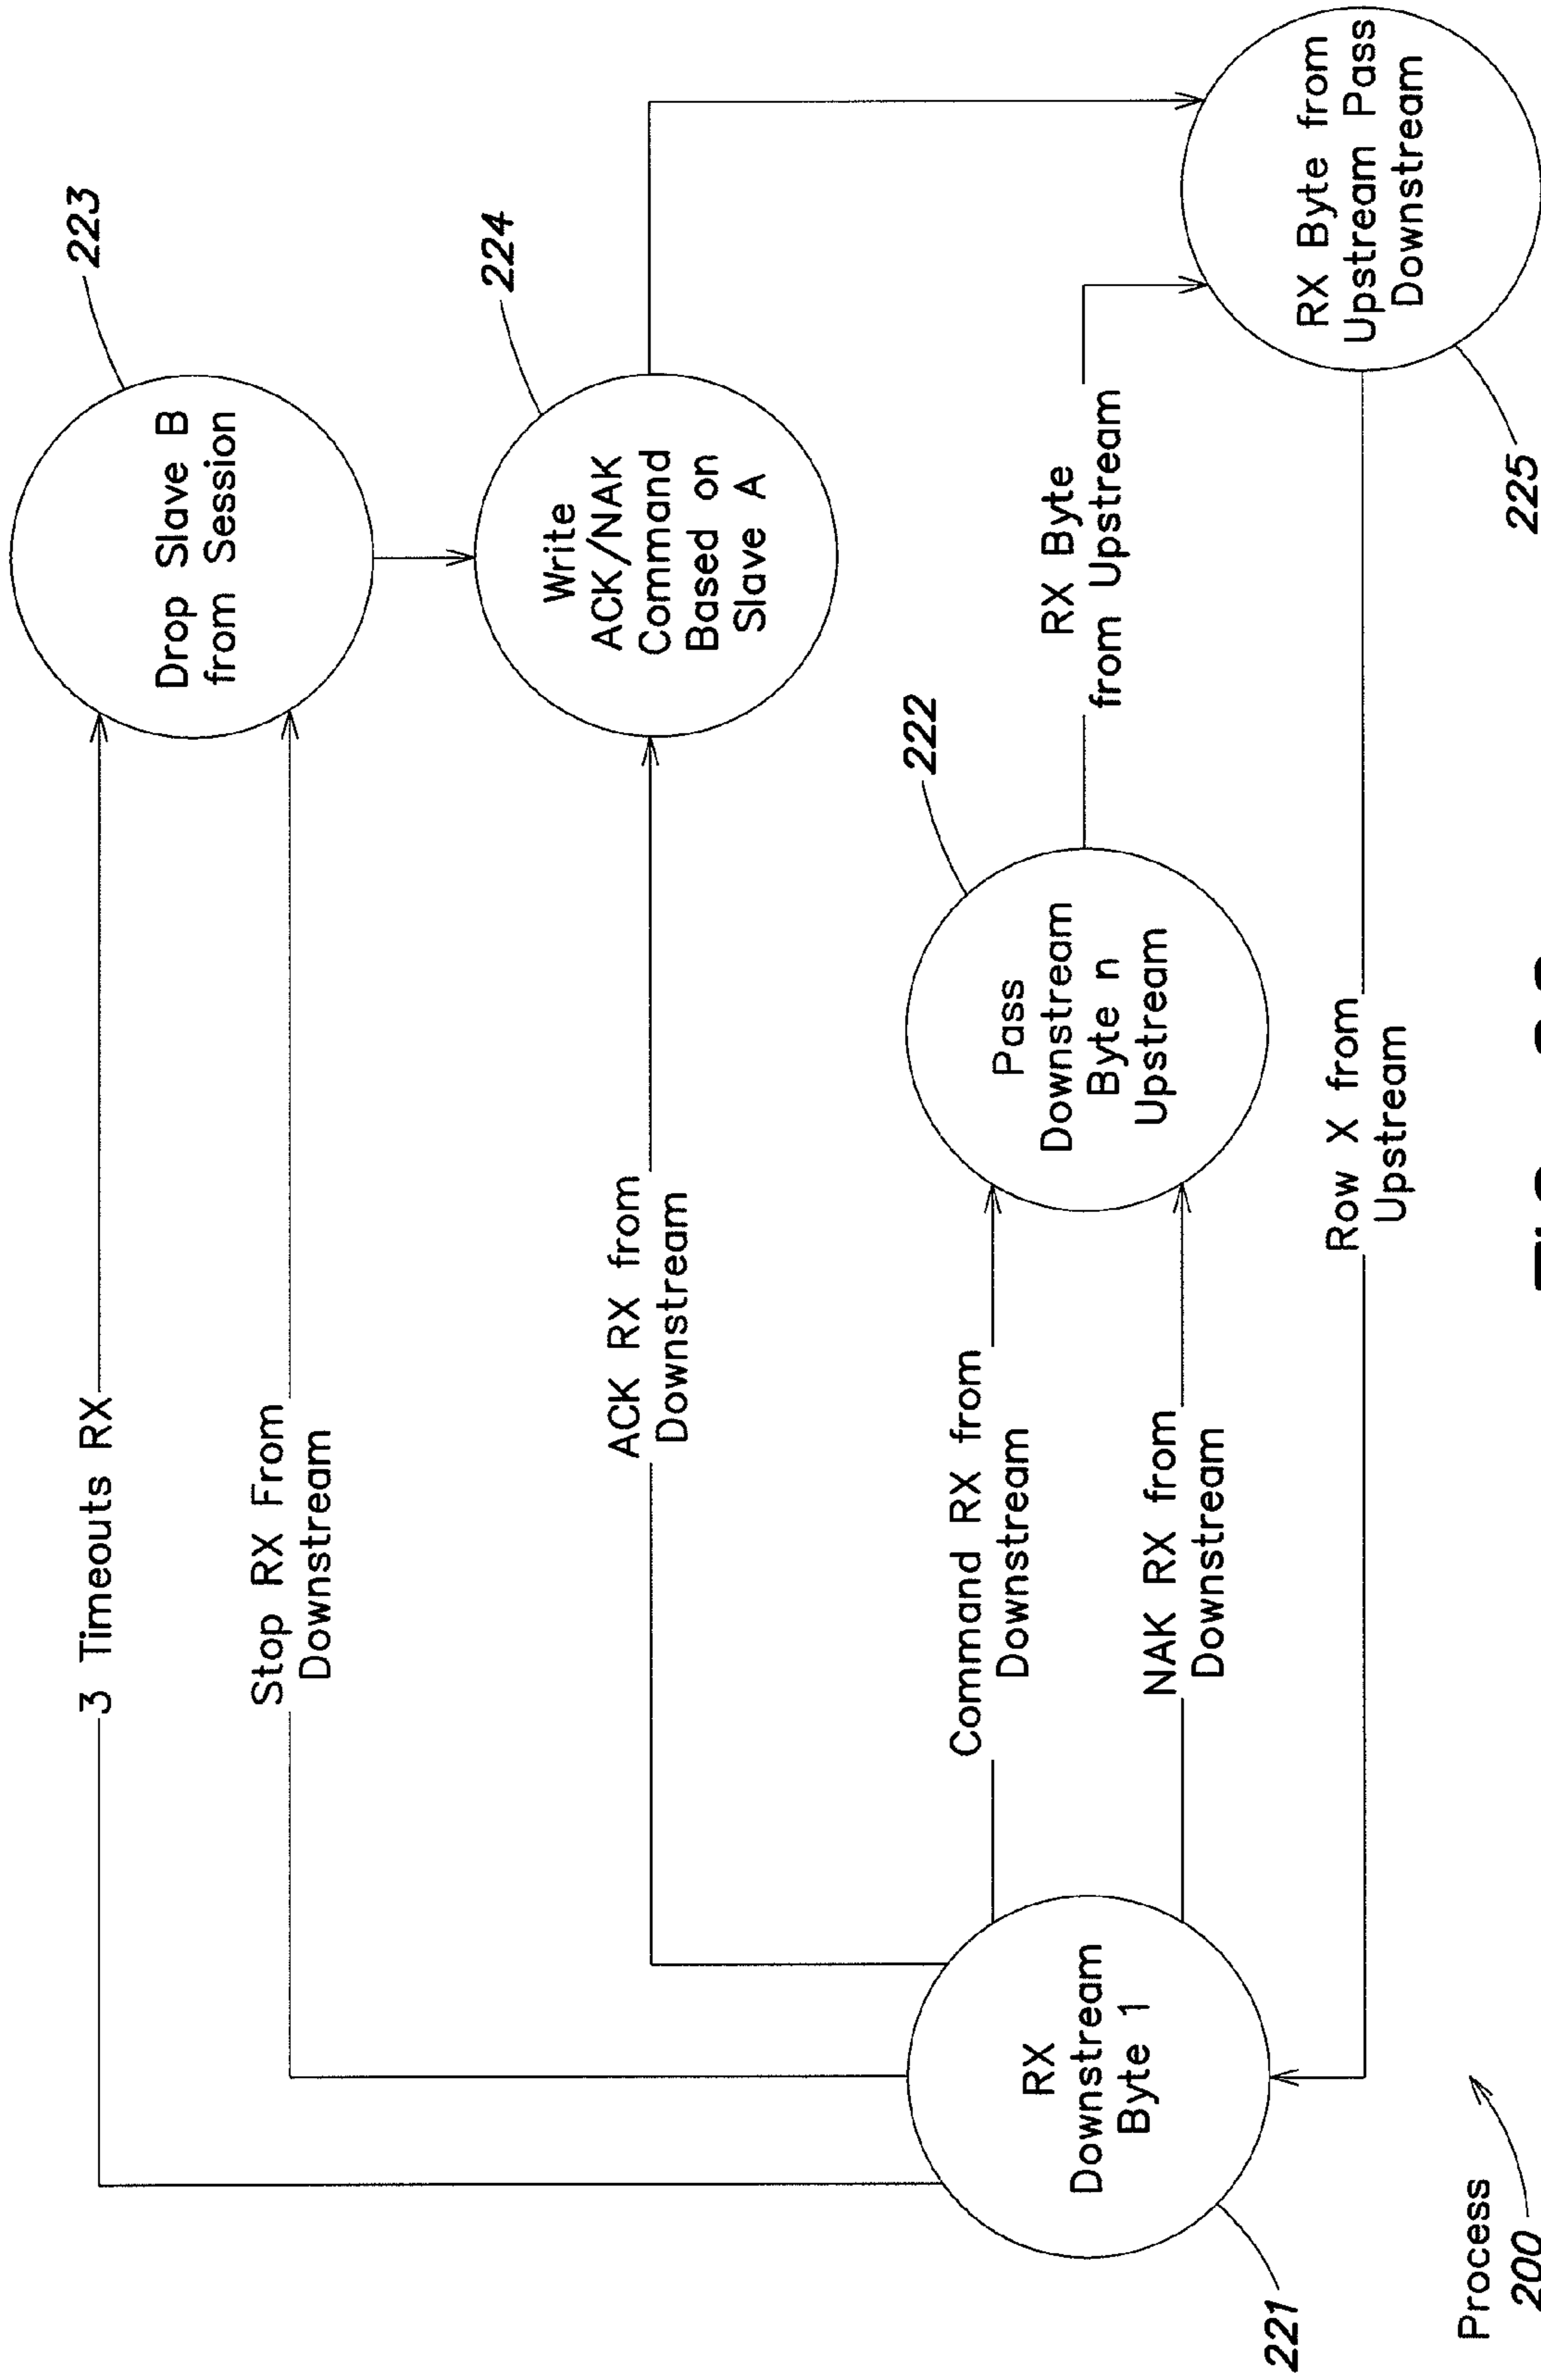 3 Timeouts RX
Stop RX From
Downstream
Drop Slave B
from Session
223
ACK RX from
Downstream
Write
ACK/NAK
Command
Based on
Slave A
224
Command RX from
Downstream
NAK RX from
Downstream
RX
Downstream
Byte 1
221
Pass
Downstream
Byte n
Upstream
222
RX Byte
from Upstream
Row X from
Upstream
RX Byte from
Upstream Pass
Downstream
225
Process
200